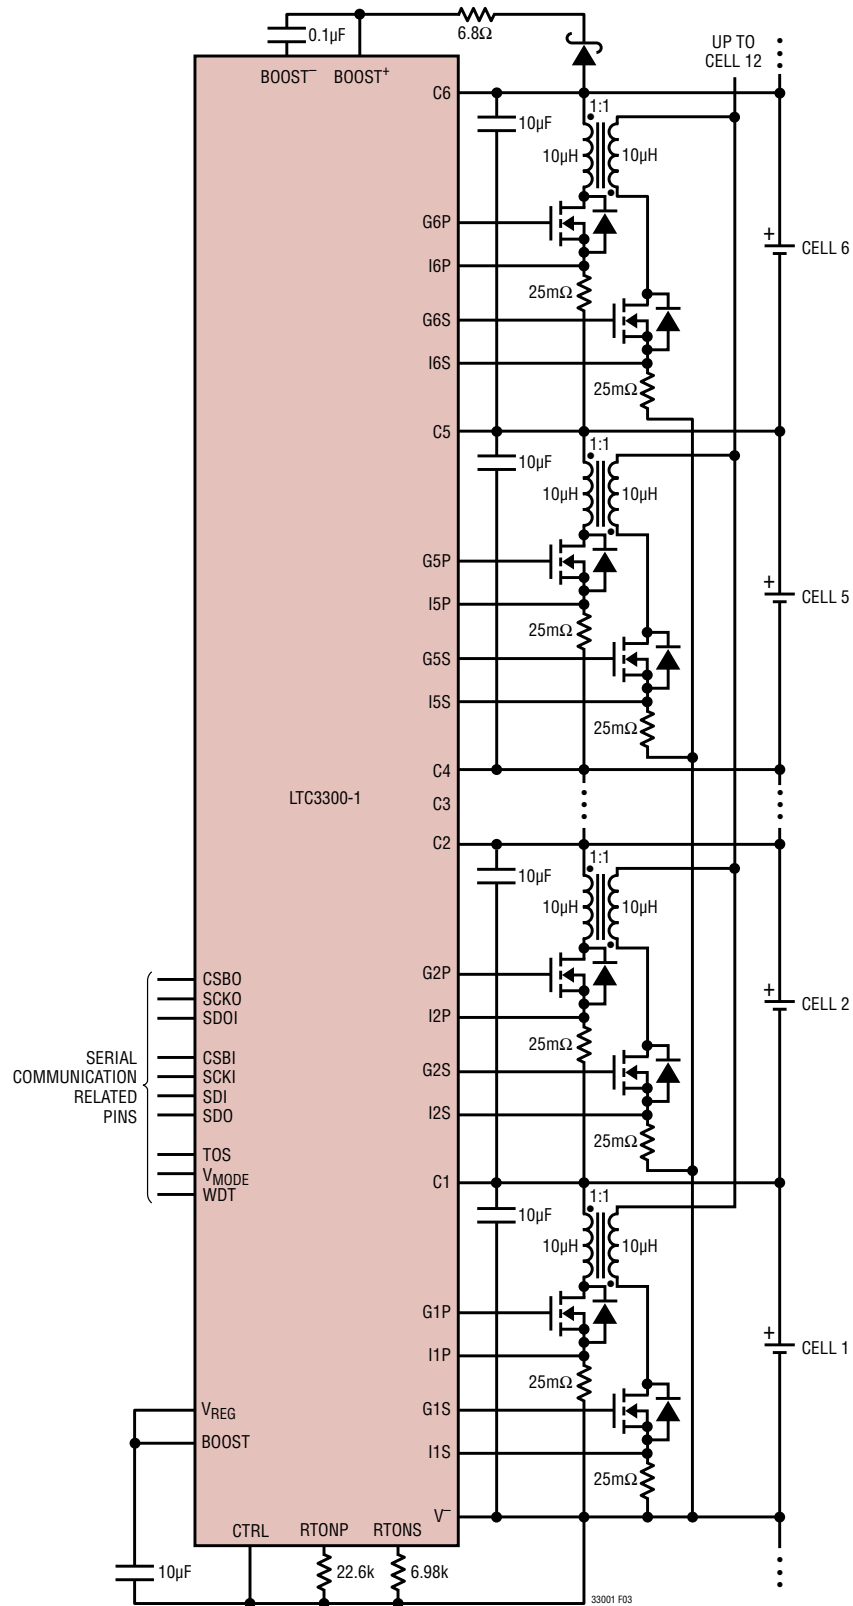 0.1µF
6.8Ω
UP TO
CELL 12
BOOST–
BOOST+
C6
1:1
10µF
10µH
10µH
G6P
CELL 6
+
I6P
25mΩ
G6S
I6S
25mΩ
C5
1:1
10µF
10µH
10µH
G5P
+
CELL 5
I5P
25mΩ
G5S
I5S
25mΩ
C4
LTC3300-1
C3
C2
1:1
10µF
10µH
10µH
G2P
+
CELL 2
I2P
25mΩ
G2S
I2S
25mΩ
CSBO
SCKO
SDOI
SERIAL
COMMUNICATION
RELATED
PINS
CSBI
SCKI
SDI
SDO
TOS
VMODE
WDT
C1
1:1
10µF
10µH
10µH
G1P
+
CELL 1
I1P
25mΩ
G1S
I1S
25mΩ
VREG
BOOST
V–
CTRL
RTONP
RTONS
10µF
22.6k
6.98k
33001 F03